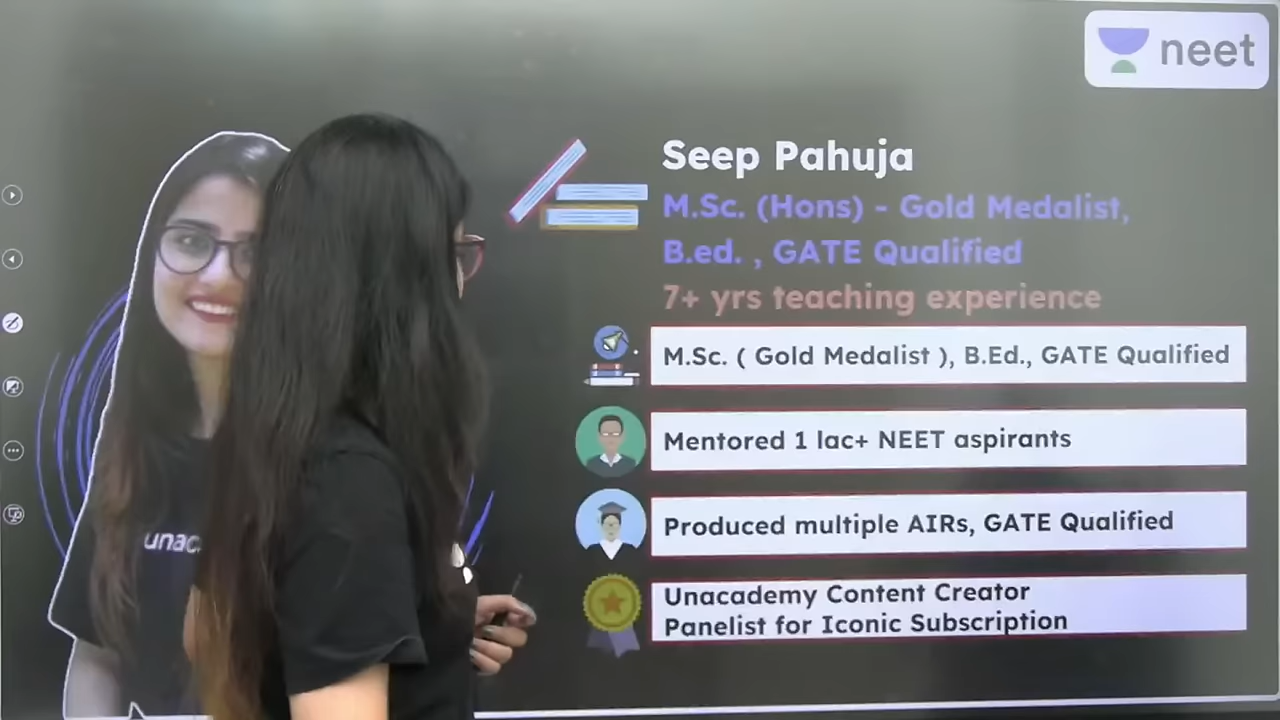 neet
Seep Pahuja
M.Sc. (Hons) - Gold Medalist,
B.ed. , GATE Qualified
7+ yrs teaching experience
M.Sc. ( Gold Medalist ), B.Ed., GATE Qualified
Mentored 1 lac+ NEET aspirants
Produced multiple AIRs, GATE Qualified
Unacademy Content Creator
Panelist for Iconic Subscription
unac